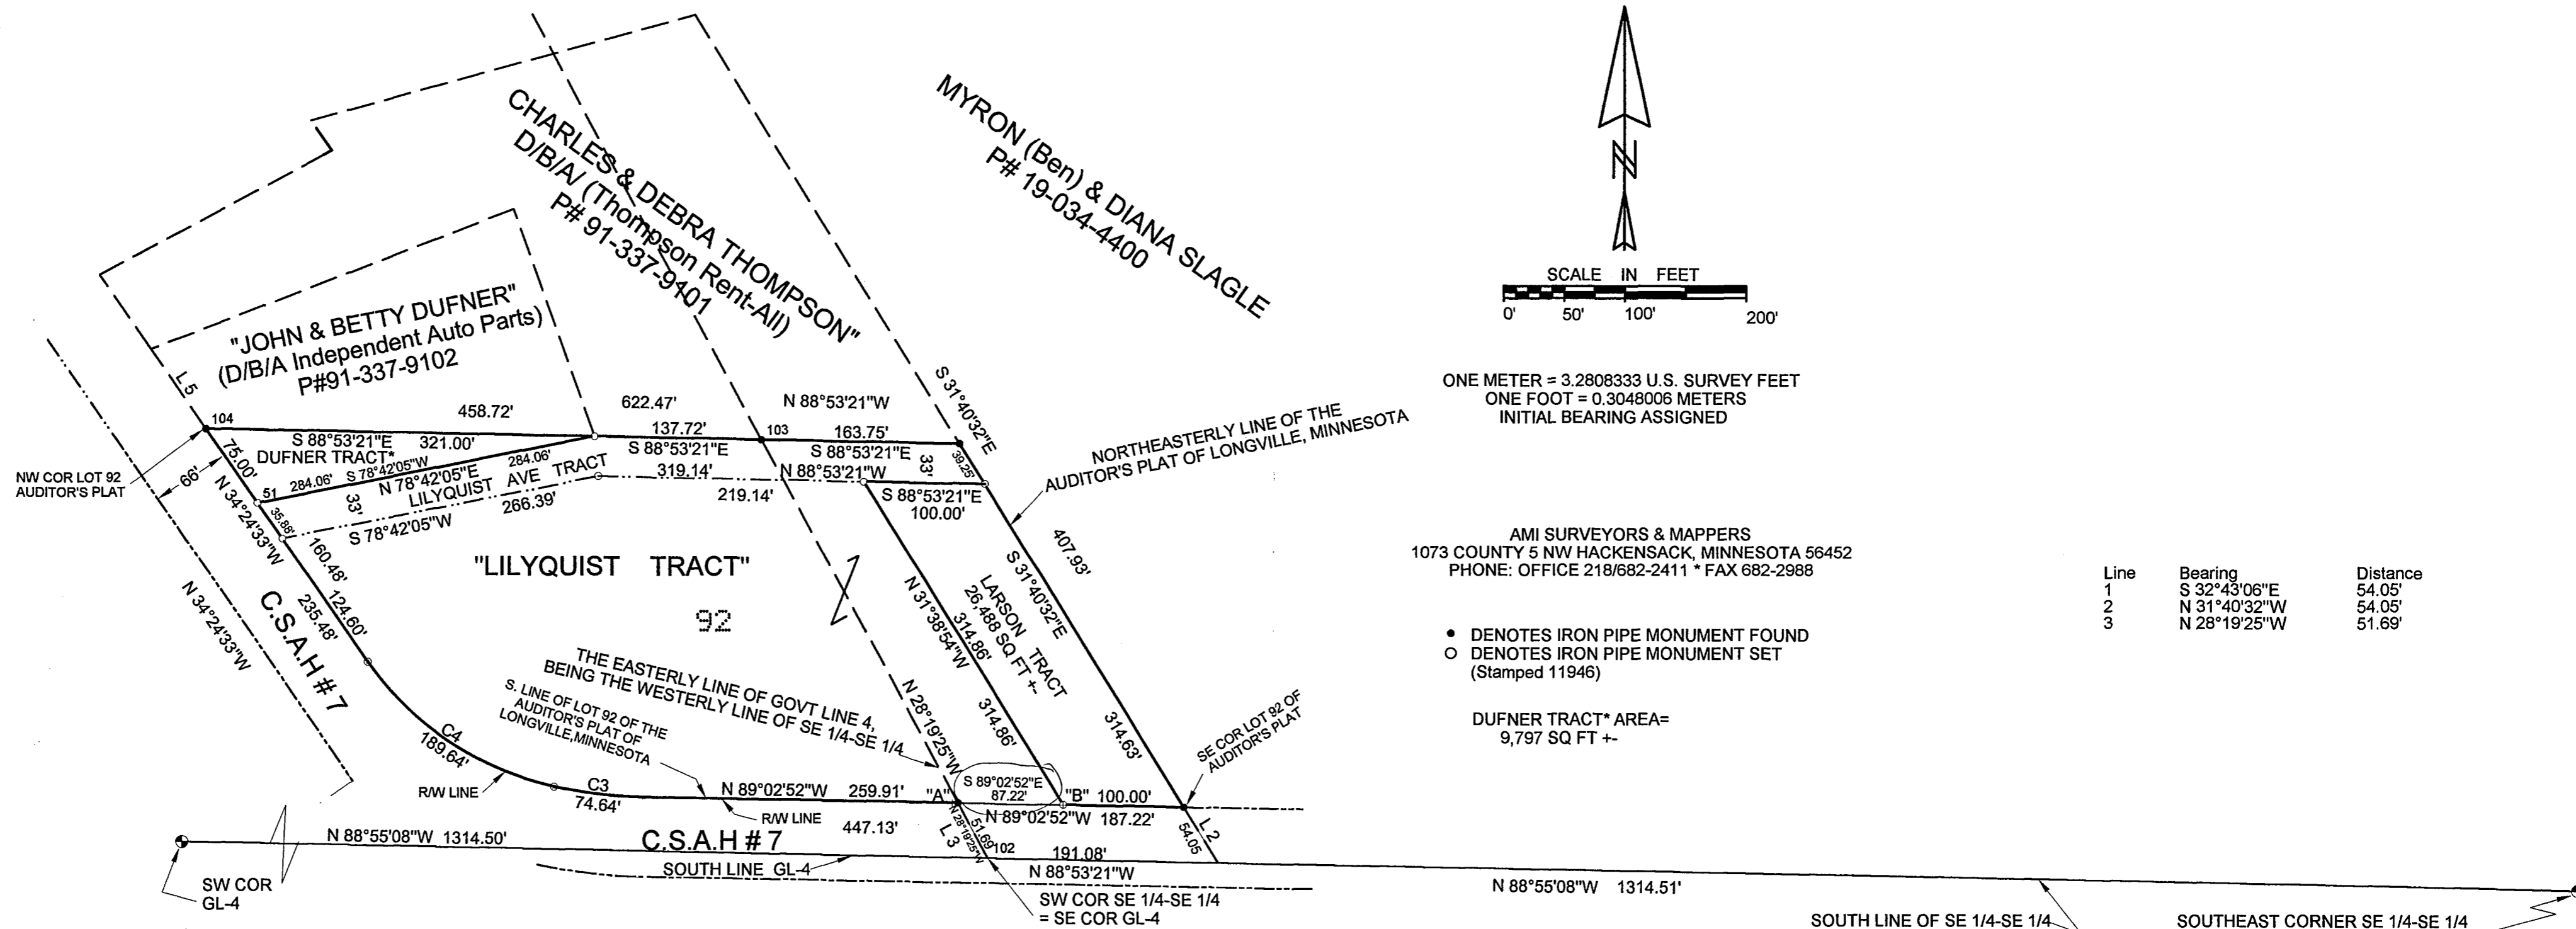 CHARLES & DEBRA THOMPSON"
D/B/A/ (Thompson Rent-All)
P# 91-337-9101
MYRON (Ben) & DIANA SLAGLE
P# 19-034-4400
N
SCALE IN FEET
0' 50' 100' 200'
ONE METER = 3.2808333 U.S. SURVEY FEET
ONE FOOT = 0.3048006 METERS
INITIAL BEARING ASSIGNED
"JOHN & BETTY DUFNER"
(D/B/A Independent Auto Parts)
P#91-337-9102
L 5
104
458.72'
622.47'
N 88°53'21"W
S 31°40'32"E
S 88°53'21"E 321.00'
137.72'
S 88°53'21"E
103
163.75'
S 88°53'21"E
39.25'
33'
NORTHEASTERLY LINE OF THE
AUDITOR'S PLAT OF LONGVILLE, MINNESOTA
NW COR LOT 92
AUDITOR'S PLAT
75.00'
66'
DUFNER TRACT*
S 78°42'05"W
284.06'
284.06'
N 78°42'05"E
LILYQUIST AVE TRACT
319.14'
N 88°53'21"W
219.14'
S 88°53'21"E
100.00'
51
33'
35.88'
N 34°24'33"W
S 78°42'05"W
266.39'
160.48'
124.60'
235.48'
N 34°24'33"W
C.S.A.H # 7
"LILYQUIST TRACT"
92
407.93'
S 31°40'32"E
LARSON TRACT
26,488 SQ FT +-
N 31°38'54"W
314.86'
314.86'
314.63'
AMI SURVEYORS & MAPPERS
1073 COUNTY 5 NW HACKENSACK, MINNESOTA 56452
PHONE: OFFICE 218/682-2411 * FAX 682-2988
Line Bearing Distance
1 S 32°43'06"E 54.05'
2 N 31°40'32"W 54.05'
3 N 28°19'25"W 51.69'
● DENOTES IRON PIPE MONUMENT FOUND
○ DENOTES IRON PIPE MONUMENT SET
(Stamped 11946)
DUFNER TRACT* AREA=
9,797 SQ FT +-
THE EASTERLY LINE OF GOVT LINE 4,
BEING THE WESTERLY LINE OF SE 1/4-SE 1/4
S. LINE OF LOT 92 OF THE
AUDITOR'S PLAT OF
LONGVILLE,MINNESOTA
N 28°19'25"W
SE COR LOT 92 OF
AUDITOR'S PLAT
C4
189.64'
R/W LINE
C3
74.64'
N 89°02'52"W 259.91'
"A"
S 89°02'52"E
87.22'
"B" 100.00'
R/W LINE
N 89°02'52"W 187.22'
447.13'
N 28°19'25"W
51.69'
L 3
L 2
54.05
N 88°55'08"W 1314.50'
C.S.A.H # 7
102
191.08'
SOUTH LINE GL-4
N 88°53'21"W
SW COR
GL-4
SW COR SE 1/4-SE 1/4
= SE COR GL-4
N 88°55'08"W 1314.51'
SOUTH LINE OF SE 1/4-SE 1/4
SOUTHEAST CORNER SE 1/4-SE 1/4